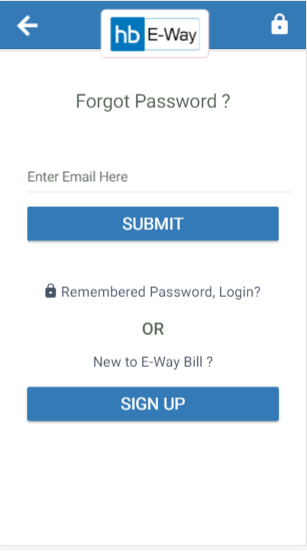 hb E-Way
Forgot Password ?
Enter Email Here
SUBMIT
Remembered Password, Login?
OR
New to E-Way Bill ?
SIGN UP